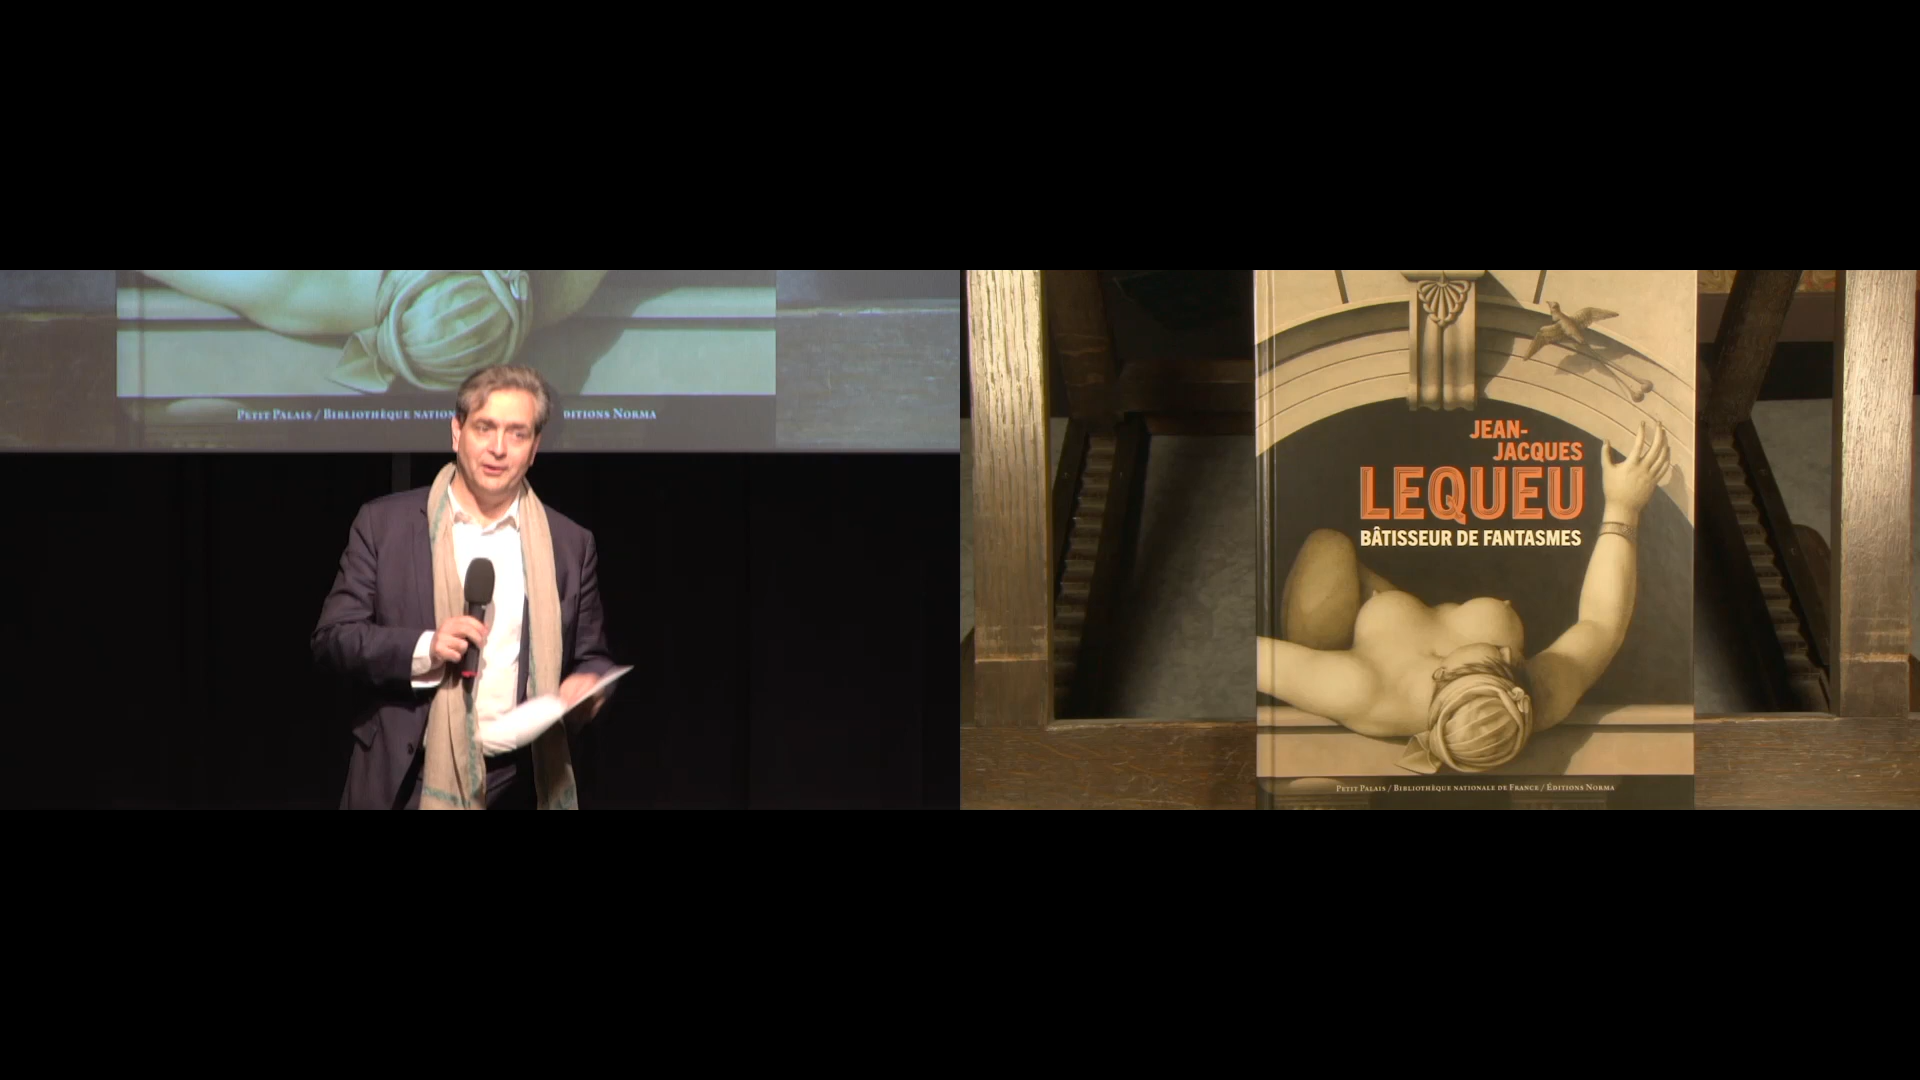 PETIT PALAIS / BIBLIOTHÈQUE NATION DITIONS NORMA
JEAN-
JACQUES
LEQUEU
BÂTISSEUR DE FANTASMES
PETIT PALAIS / BIBLIOTHÈQUE NATIONALE DE FRANCE / ÉDITIONS NORMA